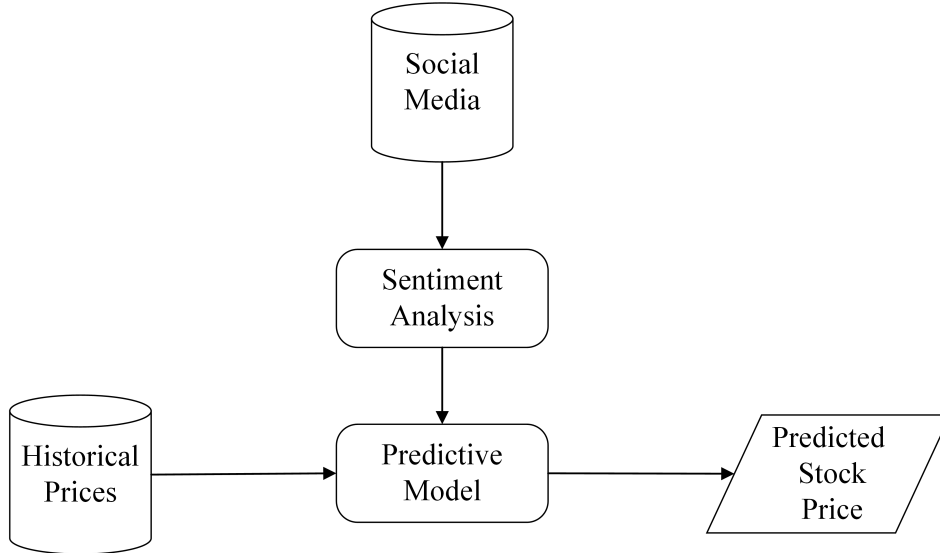 Social
Media
Sentiment
Analysis
Historical
Prices
Predictive
Model
Predicted
Stock
Price